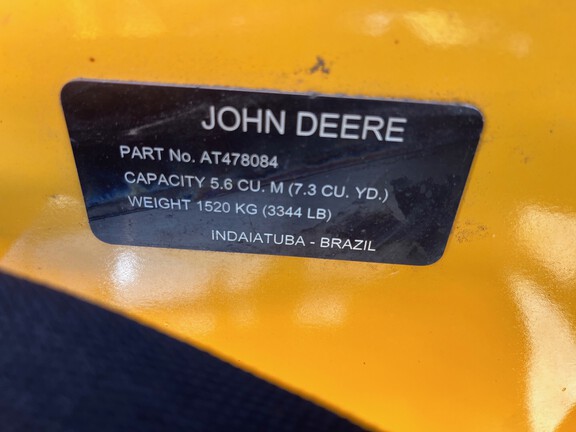 JOHN DEERE
PART No. AT478084
CAPACITY 5.6 CU. M (7.3 CU. YD.)
WEIGHT 1520 KG (3344 LB)
INDAIATUBA - BRAZIL